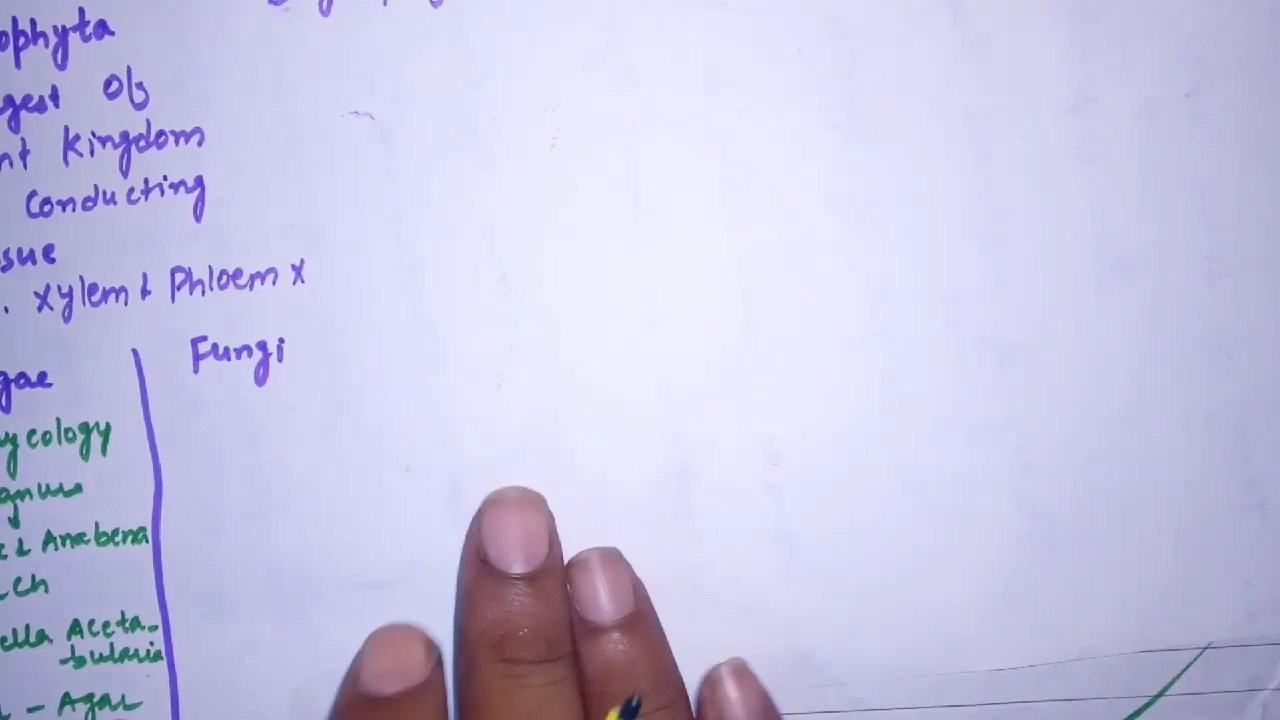 ophyta
gest of
nt Kingdom
Conducting
sue
. Xylem & Phloem x
Fungi
gae
ycology
& Anabena
ch
ella Aceta-
bularia
- Agar